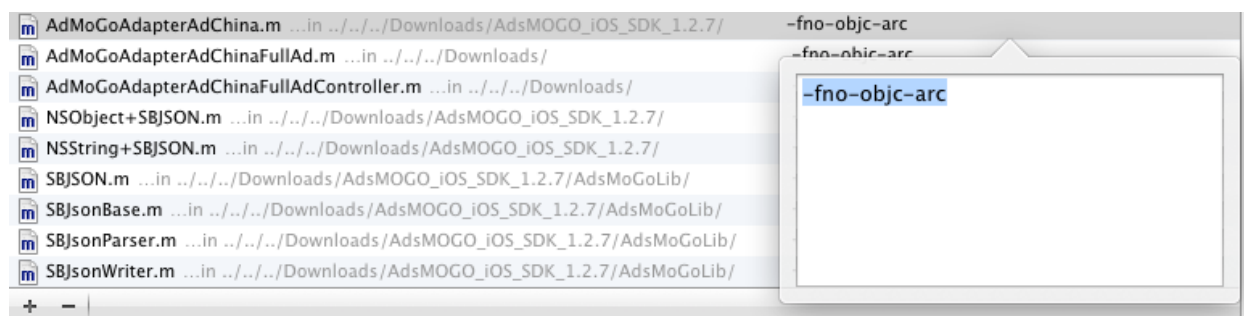 AdMoGoAdapterAdChina.m ...in ../../../Downloads/AdsMOGO_iOS_SDK_1.2.7/ -fno-objc-arc
AdMoGoAdapterAdChinaFullAd.m ...in ../../../Downloads/ -fno-objc-arc
AdMoGoAdapterAdChinaFullAdController.m ...in ../../../Downloads/
-fno-objc-arc
NSObject+SBJSON.m ...in ../../../Downloads/AdsMOGO_iOS_SDK_1.2.7/
NSString+SBJSON.m ...in ../../../Downloads/AdsMOGO_iOS_SDK_1.2.7/
SBJSON.m ...in ../../../Downloads/AdsMOGO_iOS_SDK_1.2.7/AdsMoGoLib/
SBJsonBase.m ...in ../../../Downloads/AdsMOGO_iOS_SDK_1.2.7/AdsMoGoLib/
SBJsonParser.m ...in ../../../Downloads/AdsMOGO_iOS_SDK_1.2.7/AdsMoGoLib/
SBJsonWriter.m ...in ../../../Downloads/AdsMOGO_iOS_SDK_1.2.7/AdsMoGoLib/